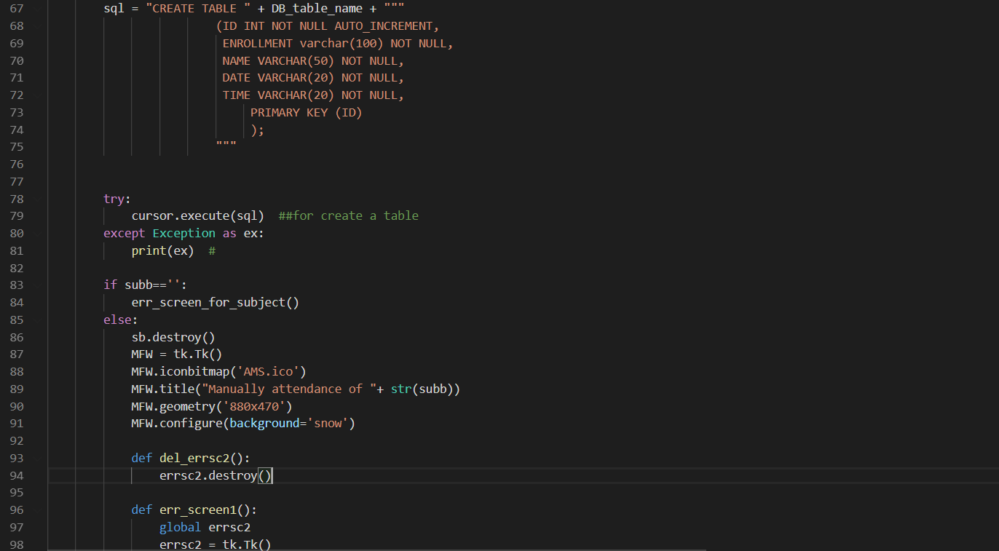 67 sql = "CREATE TABLE " + DB_table_name + """
68 (ID INT NOT NULL AUTO_INCREMENT,
69 ENROLLMENT varchar(100) NOT NULL,
70 NAME VARCHAR(50) NOT NULL,
71 DATE VARCHAR(20) NOT NULL,
72 TIME VARCHAR(20) NOT NULL,
73 PRIMARY KEY (ID)
74 );
75 """
76
77
78 try:
79 cursor.execute(sql)  ##for create a table
80 except Exception as ex:
81 print(ex)  #
82
83 if subb=='':
84 err_screen_for_subject()
85 else:
86 sb.destroy()
87 MFW = tk.Tk()
88 MFW.iconbitmap('AMS.ico')
89 MFW.title("Manually attendance of "+ str(subb))
90 MFW.geometry('880x470')
91 MFW.configure(background='snow')
92
93 def del_errsc2():
94 errsc2.destroy()
95
96 def err_screen1():
97 global errsc2
98 errsc2 = tk.Tk()